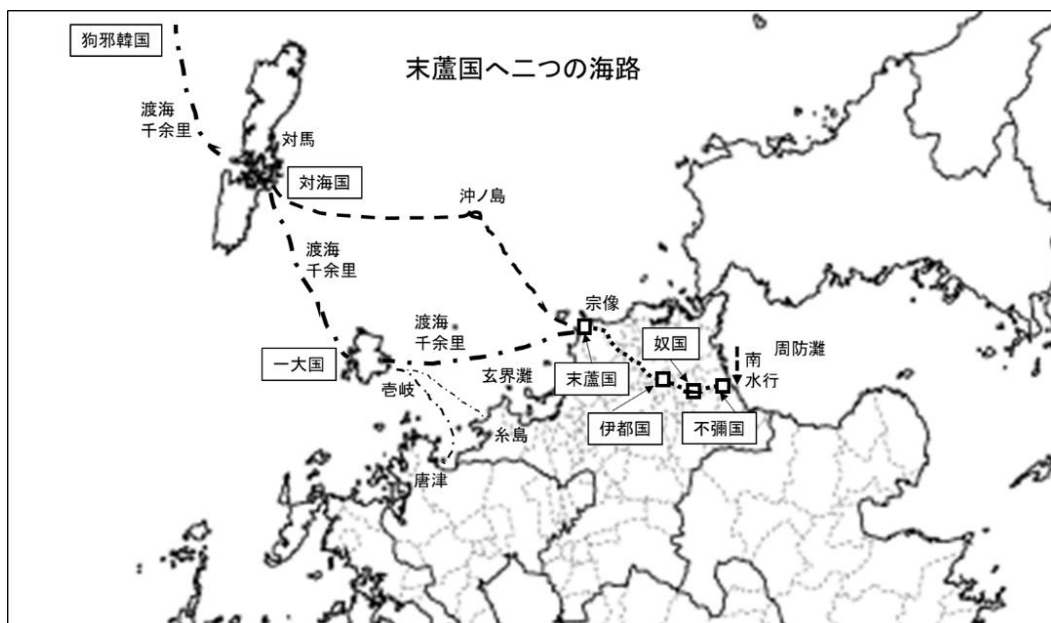 末蘆国へ二つの海路
狗邪韓国
渡海
千余里
対馬
対海国
沖ノ島
渡海
千余里
宗像
渡海
千余里
奴国
南
水行
周防灘
一大国
壱岐
玄界灘
末蘆国
伊都国
不彌国
糸島
唐津